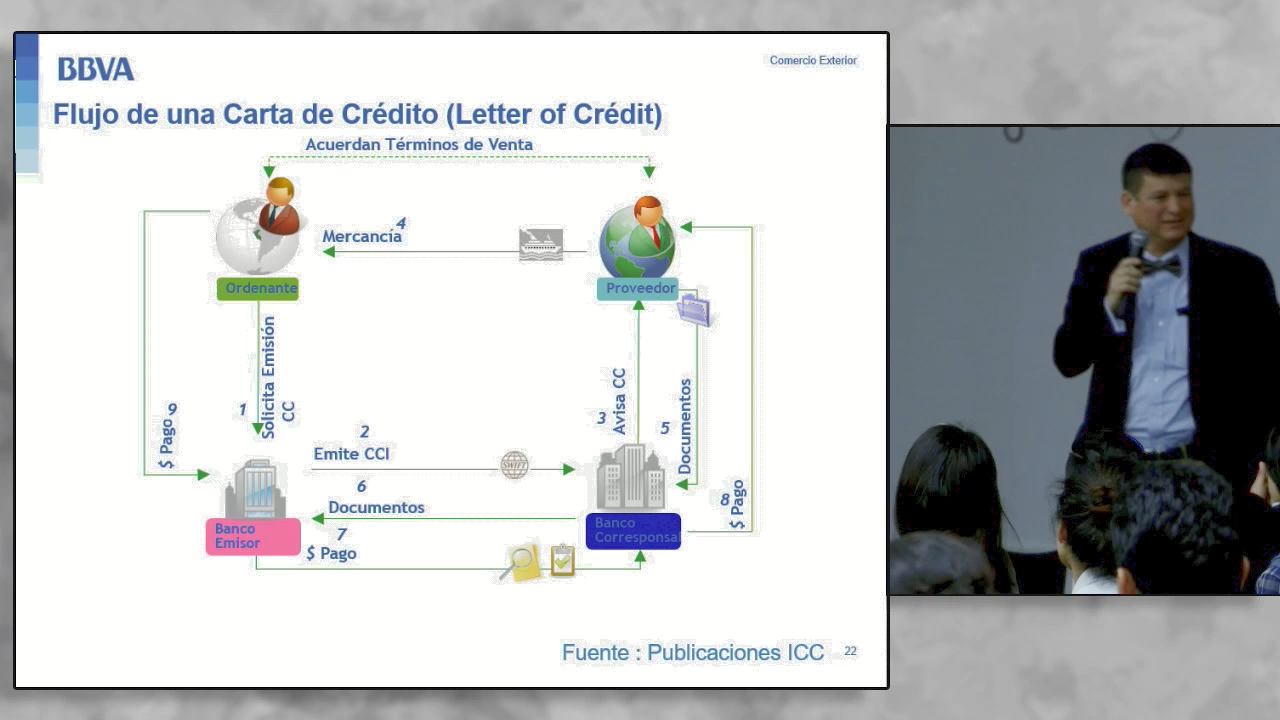 BBVA
Comercio Exterior
Flujo de una Carta de Crédito (Letter of Crédit)
Acuerdan Términos de Venta
4
Mercancía
Ordenante
Proveedor
9
$ Pago
1
Solicita Emisión
CC
2
Emite CCI
SWIFT
3
Avisa CC
5
Documentos
6
Documentos
8
$ Pago
Banco
Emisor
Banco
Corresponsal
7
$ Pago
Fuente : Publicaciones ICC
22